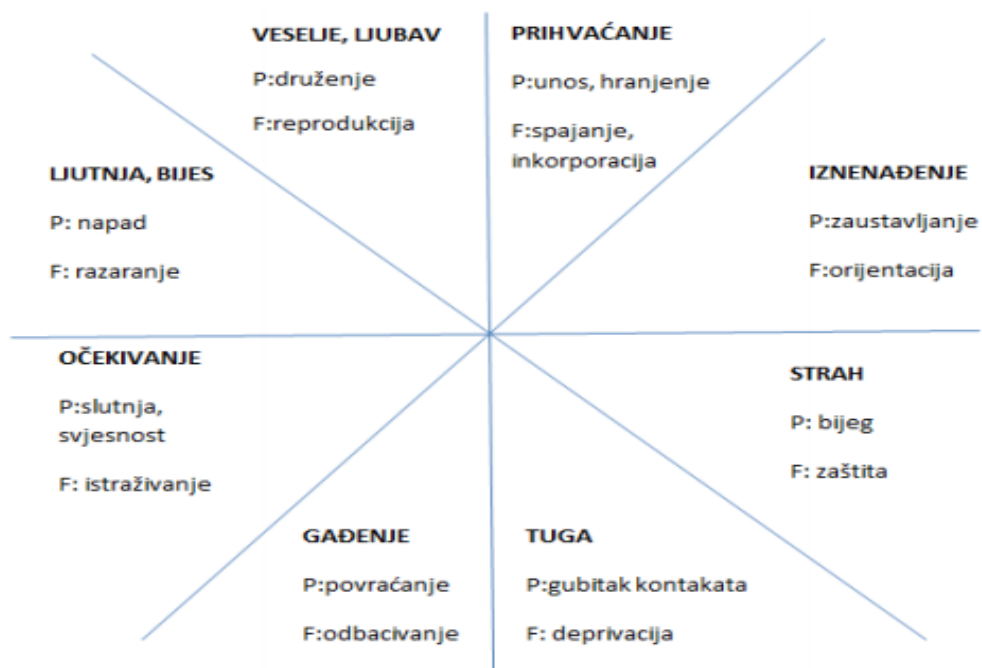 VESELJE, LJUBAV
P:druženje
F:reprodukcija
PRIHVAĆANJE
P:unos, hranjenje
F:spajanje,
inkorporacija
LJUTNJA, BIJES
P: napad
F: razaranje
IZNENAĐENJE
P:zaustavljanje
F:orijentacija
OČEKIVANJE
P:slutnja,
svjesnost
F: istraživanje
STRAH
P: bijeg
F: zaštita
GAĐENJE
P:povraćanje
F:odbacivanje
TUGA
P:gubitak kontakata
F: deprivacija